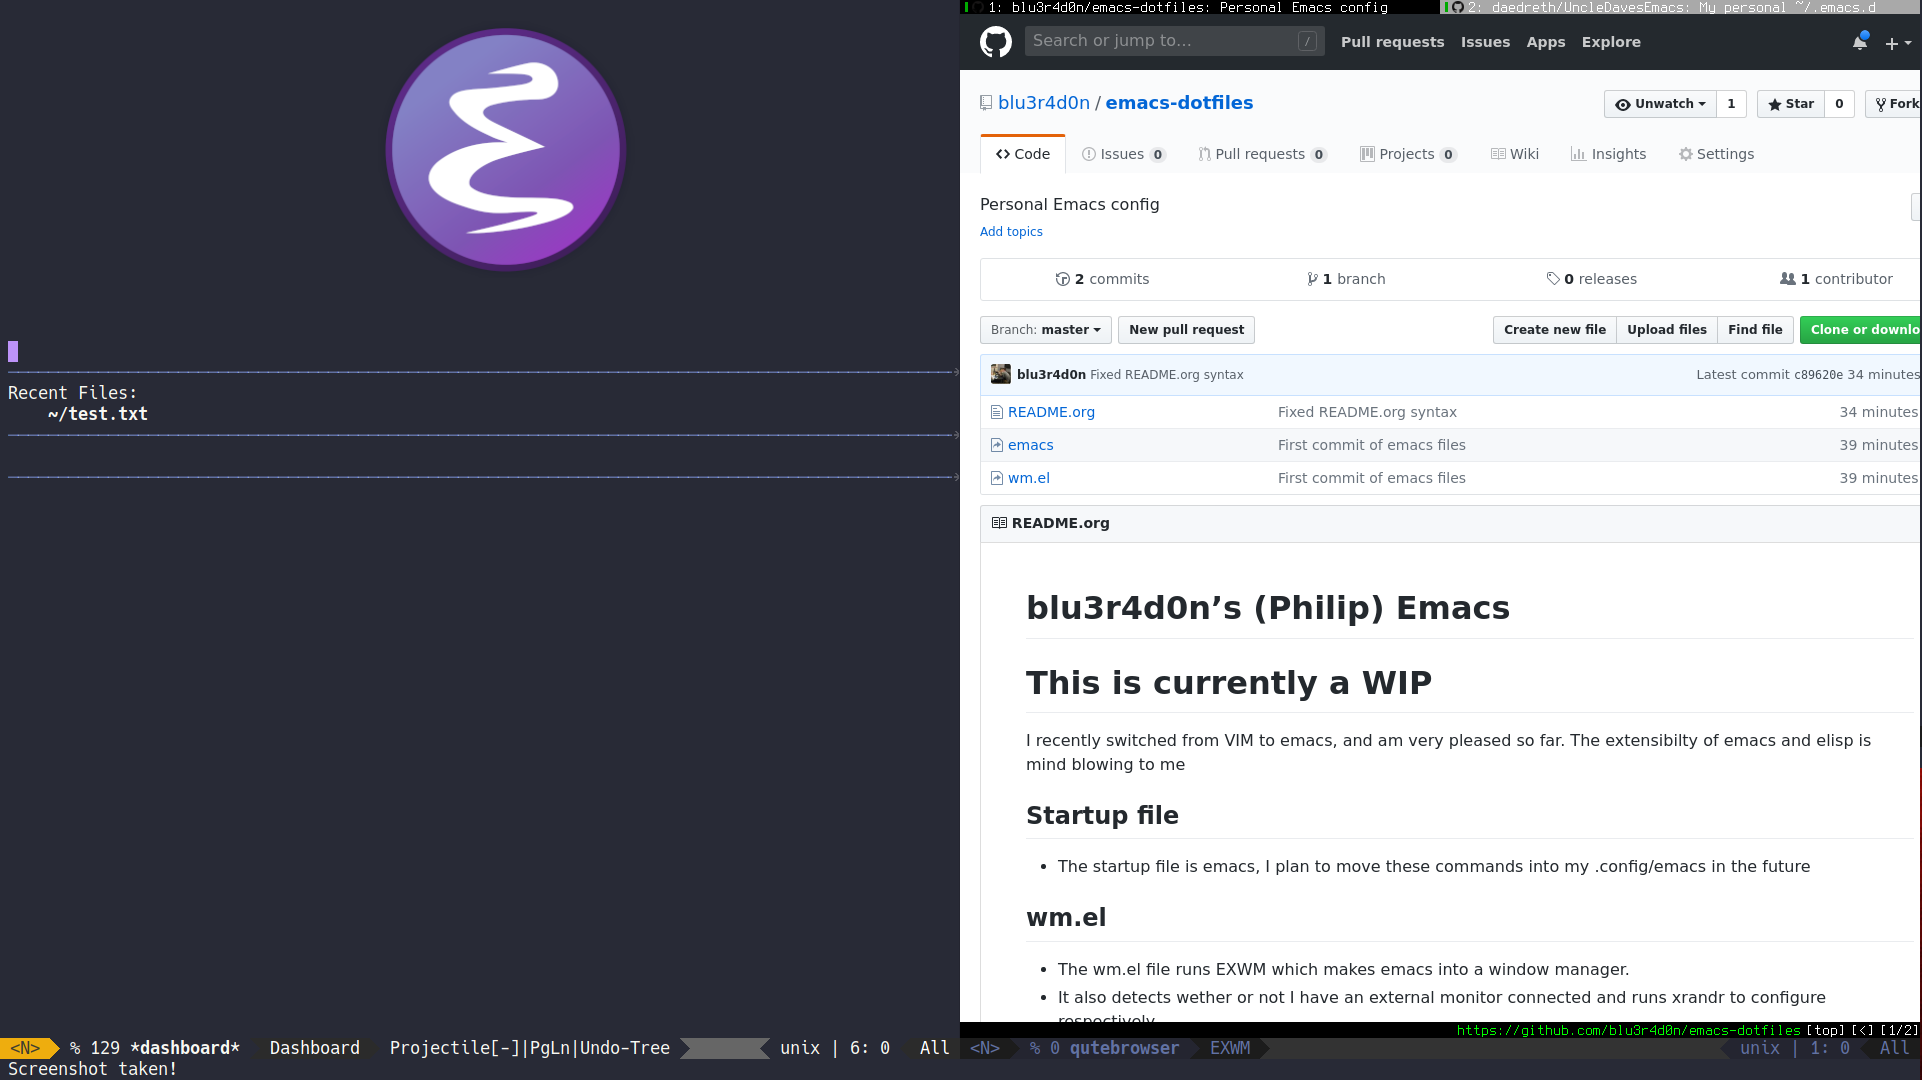 Recent Files:
~/test.txt
<N> % 129 *dashboard* Dashboard Projectile[-]|PgLn|Undo-Tree unix | 6: 0 All
Screenshot taken!
1: blu3r4d0n/emacs-dotfiles: Personal Emacs config
2: daedreth/UncleDavesEmacs: My personal ~/.emacs.d
Search or jump to… / Pull requests Issues Apps Explore
blu3r4d0n / emacs-dotfiles Unwatch 1 Star 0 Fork
Code Issues 0 Pull requests 0 Projects 0 Wiki Insights Settings
Personal Emacs config
Add topics
2 commits 1 branch 0 releases 1 contributor
Branch: master New pull request Create new file Upload files Find file Clone or downlo
blu3r4d0n Fixed README.org syntax Latest commit c89620e 34 minutes
README.org Fixed README.org syntax 34 minutes
emacs First commit of emacs files 39 minutes
wm.el First commit of emacs files 39 minutes
README.org
blu3r4d0n’s (Philip) Emacs
This is currently a WIP
I recently switched from VIM to emacs, and am very pleased so far. The extensibilty of emacs and elisp is
mind blowing to me
Startup file
• The startup file is emacs, I plan to move these commands into my .config/emacs in the future
wm.el
• The wm.el file runs EXWM which makes emacs into a window manager.
• It also detects wether or not I have an external monitor connected and runs xrandr to configure
respectively
https://github.com/blu3r4d0n/emacs-dotfiles [top] [<] [1/2]
<N> % 0 qutebrowser EXWM unix | 1: 0 All